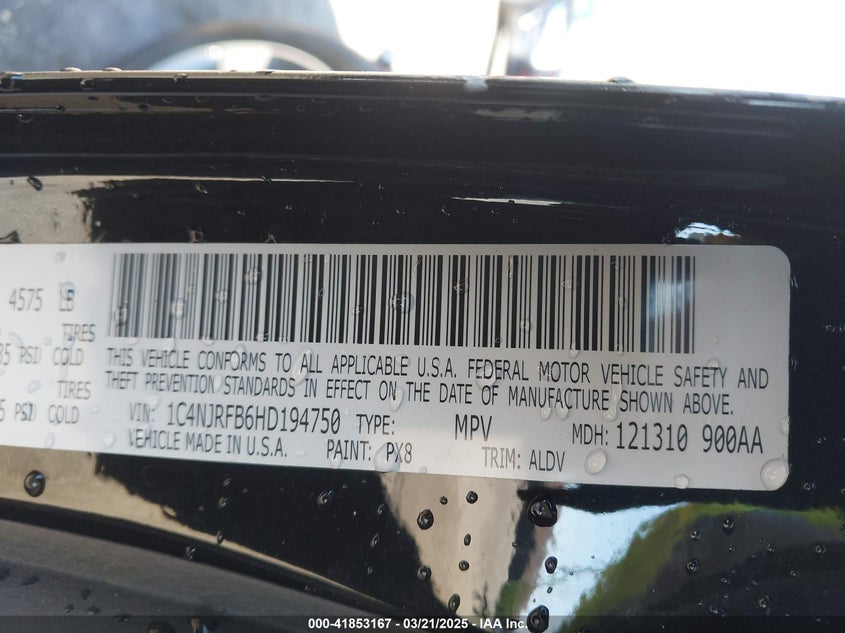 4575 LB
TIRES
35 PSI/ COLD
TIRES
5 PSI/ COLD
THIS VEHICLE CONFORMS TO ALL APPLICABLE U.S.A. FEDERAL MOTOR VEHICLE SAFETY AND
THEFT PREVENTION STANDARDS IN EFFECT ON THE DATE OF MANUFACTURE SHOWN ABOVE.
VIN: 1C4NJRFB6HD194750 TYPE: MPV MDH: 121310 900AA
VEHICLE MADE IN U.S.A. PAINT: PX8 TRIM: ALDV
000-41853167 - 03/21/2025 - IAA Inc.